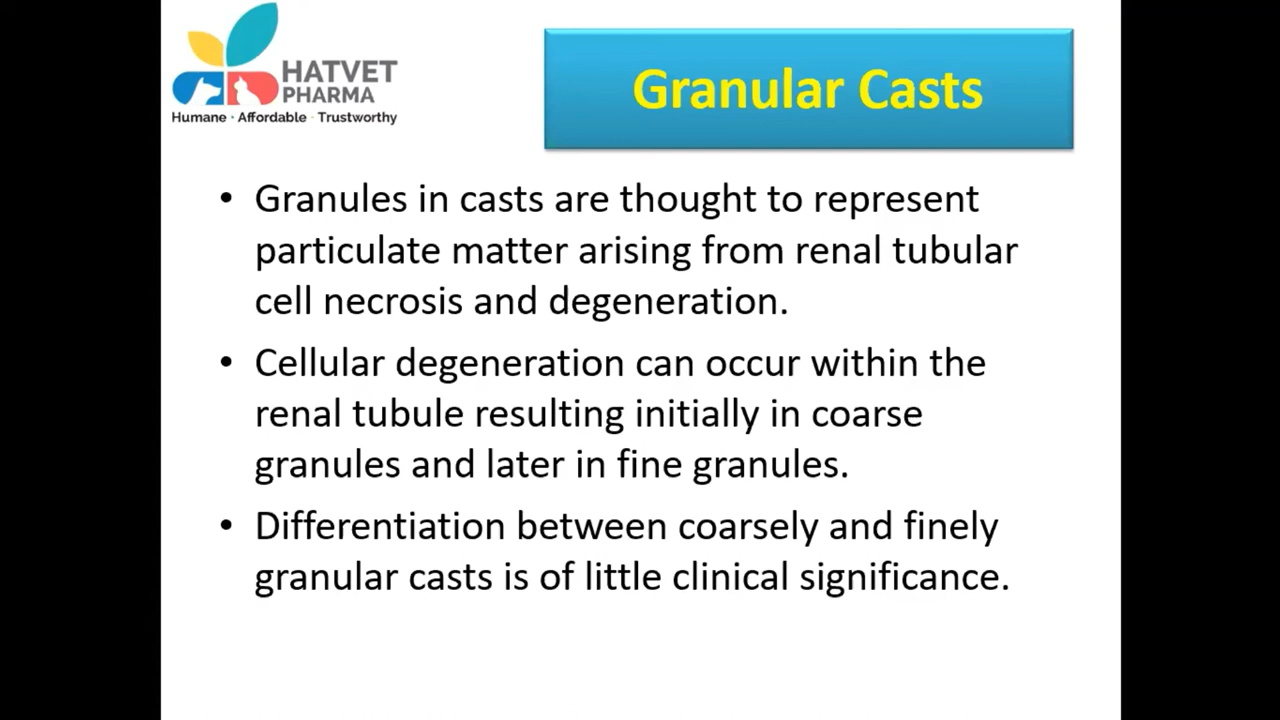 HATVET
PHARMA
Humane · Affordable · Trustworthy
Granular Casts
• Granules in casts are thought to represent
particulate matter arising from renal tubular
cell necrosis and degeneration.
• Cellular degeneration can occur within the
renal tubule resulting initially in coarse
granules and later in fine granules.
• Differentiation between coarsely and finely
granular casts is of little clinical significance.